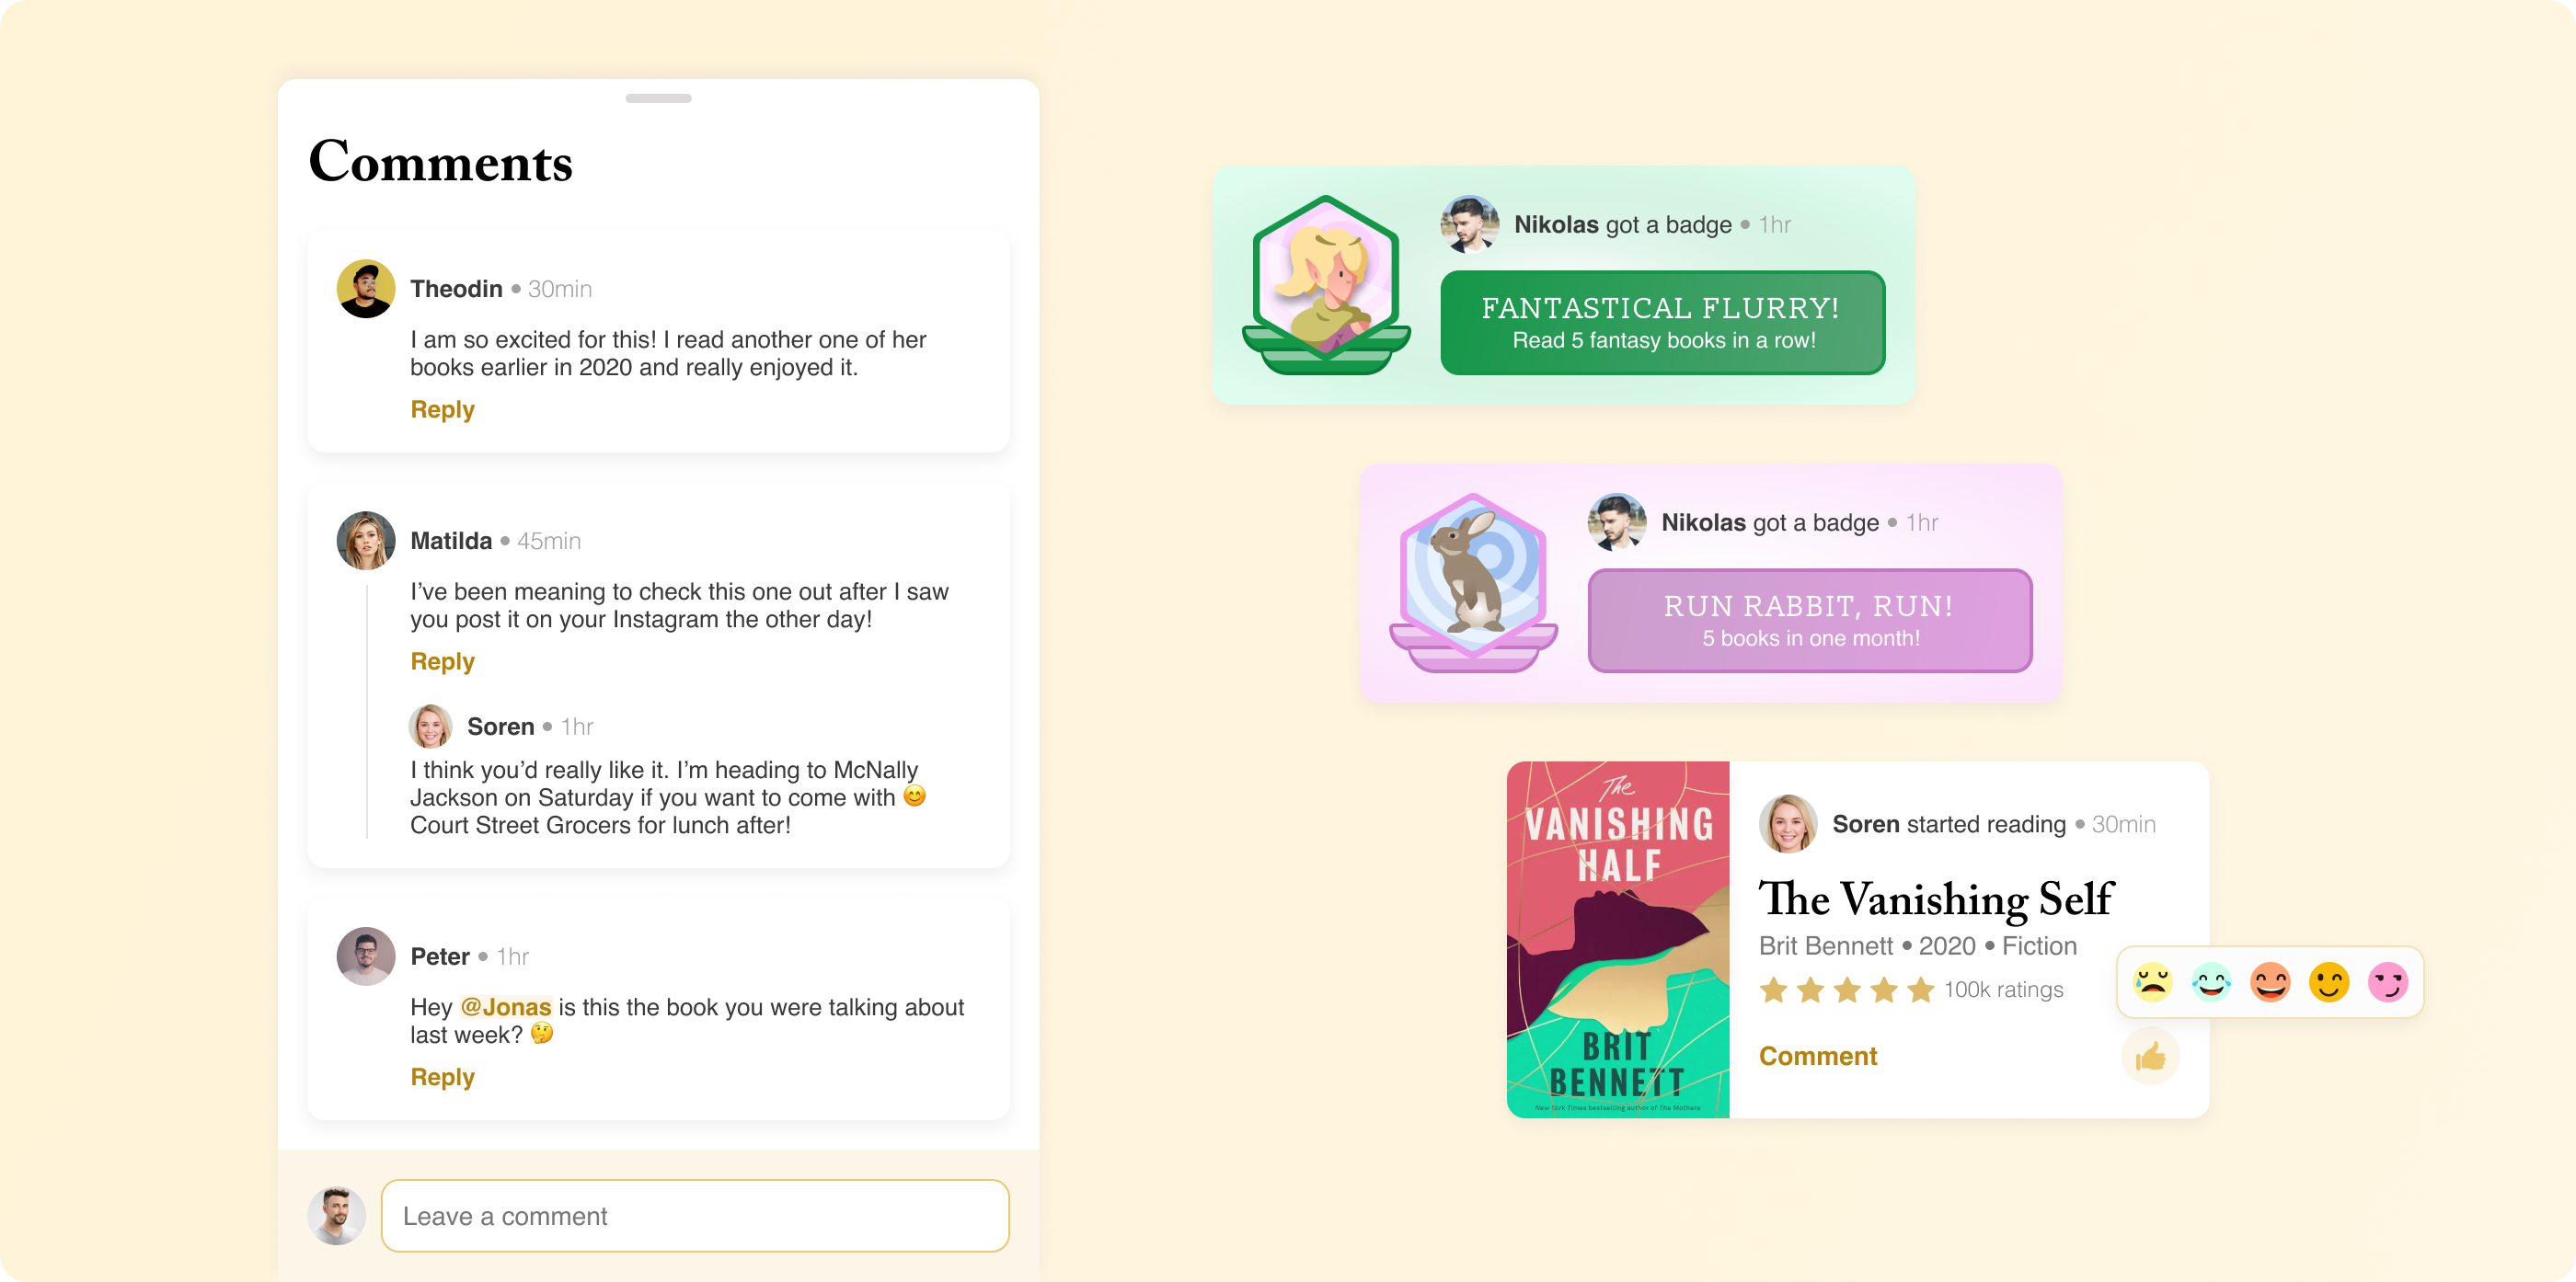 Comments
Theodin • 30min
I am so excited for this! I read another one of her
books earlier in 2020 and really enjoyed it.
Reply
Matilda • 45min
I’ve been meaning to check this one out after I saw
you post it on your Instagram the other day!
Reply
Soren • 1hr
I think you’d really like it. I’m heading to McNally
Jackson on Saturday if you want to come with 😊
Court Street Grocers for lunch after!
Peter • 1hr
Hey @Jonas is this the book you were talking about
last week? 🤔
Reply
Leave a comment
Nikolas got a badge • 1hr
FANTASTICAL FLURRY!
Read 5 fantasy books in a row!
Nikolas got a badge • 1hr
RUN RABBIT, RUN!
5 books in one month!
The
VANISHING
HALF
BRIT
BENNETT
New York Times bestselling author of The Mothers
Soren started reading • 30min
The Vanishing Self
Brit Bennett • 2020 • Fiction
100k ratings
Comment